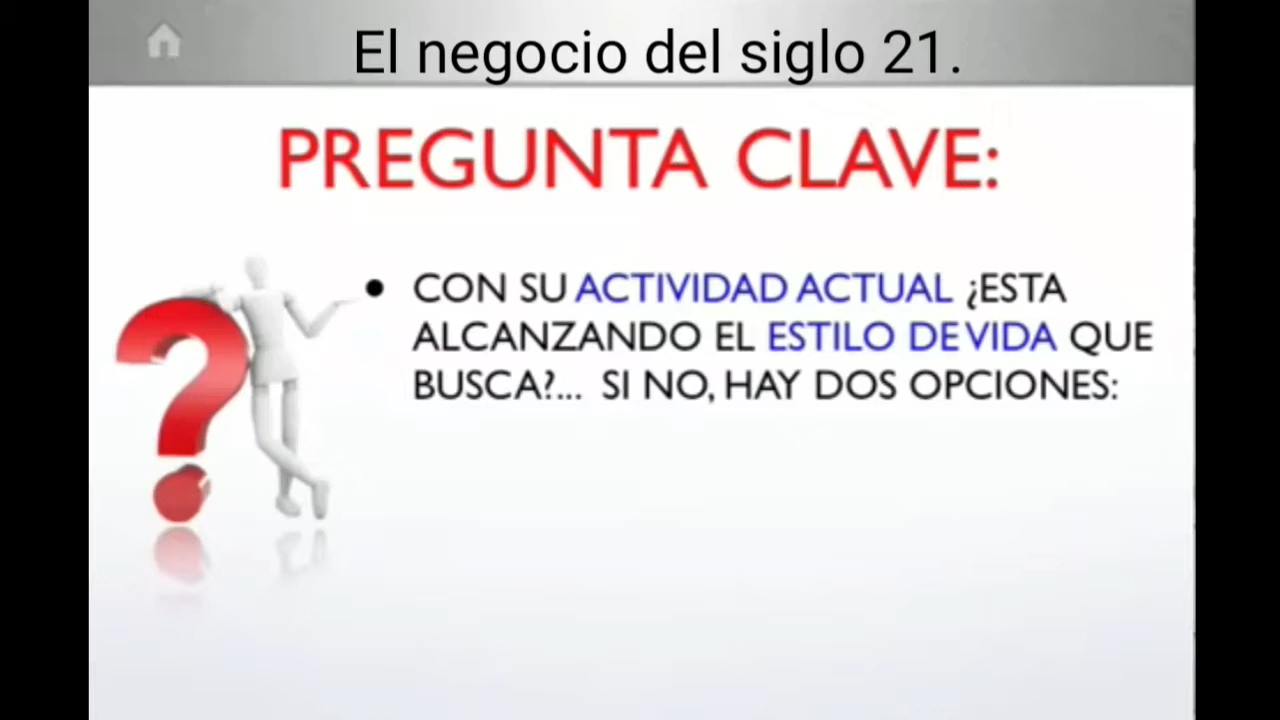 El negocio del siglo 21.
PREGUNTA CLAVE:
• CON SU ACTIVIDAD ACTUAL ¿ESTA
ALCANZANDO EL ESTILO DE VIDA QUE
BUSCA?... SI NO, HAY DOS OPCIONES: